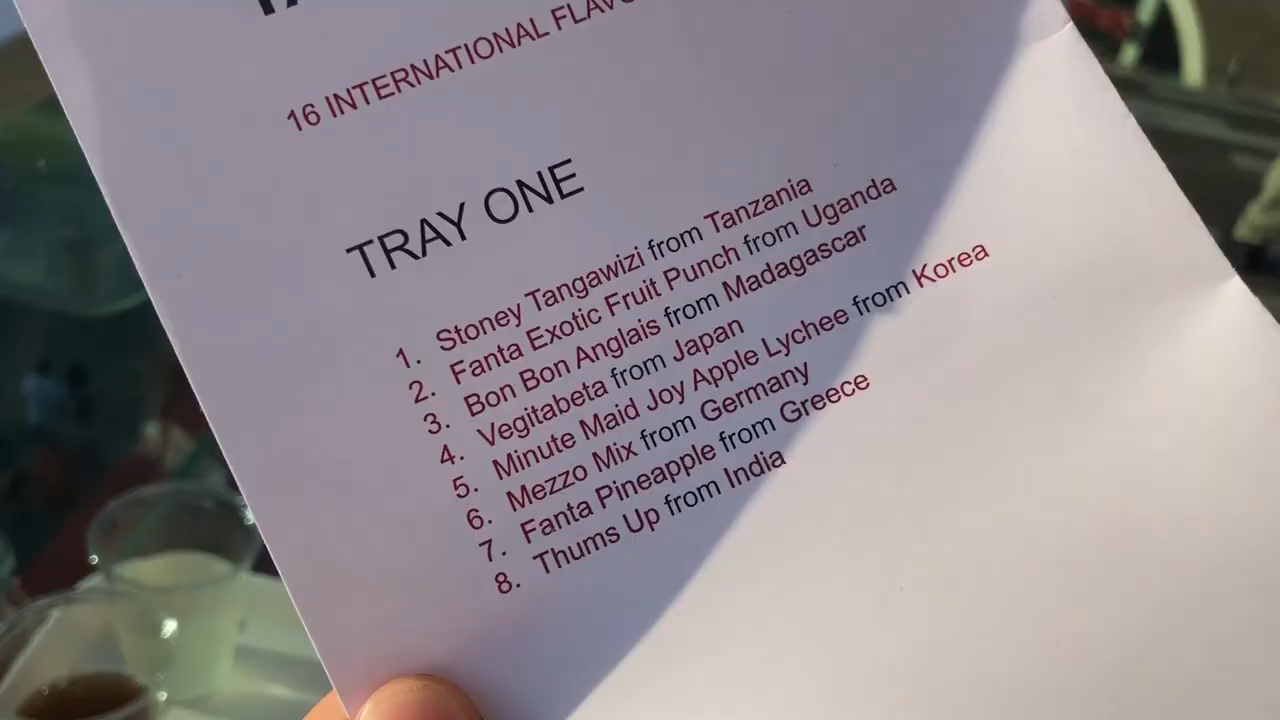 16 INTERNATIONAL
TRAY ONE
1. Stoney Tangawizi from Tanzania
2. Fanta Exotic Fruit Punch from Uganda
3. Bon Bon Anglais from Madagascar
4. Vegitabeta from Japan
5. Minute Maid Joy Apple Lychee from Korea
6. Mezzo Mix from Germany
7. Fanta Pineapple from Greece
8. Thums Up from India